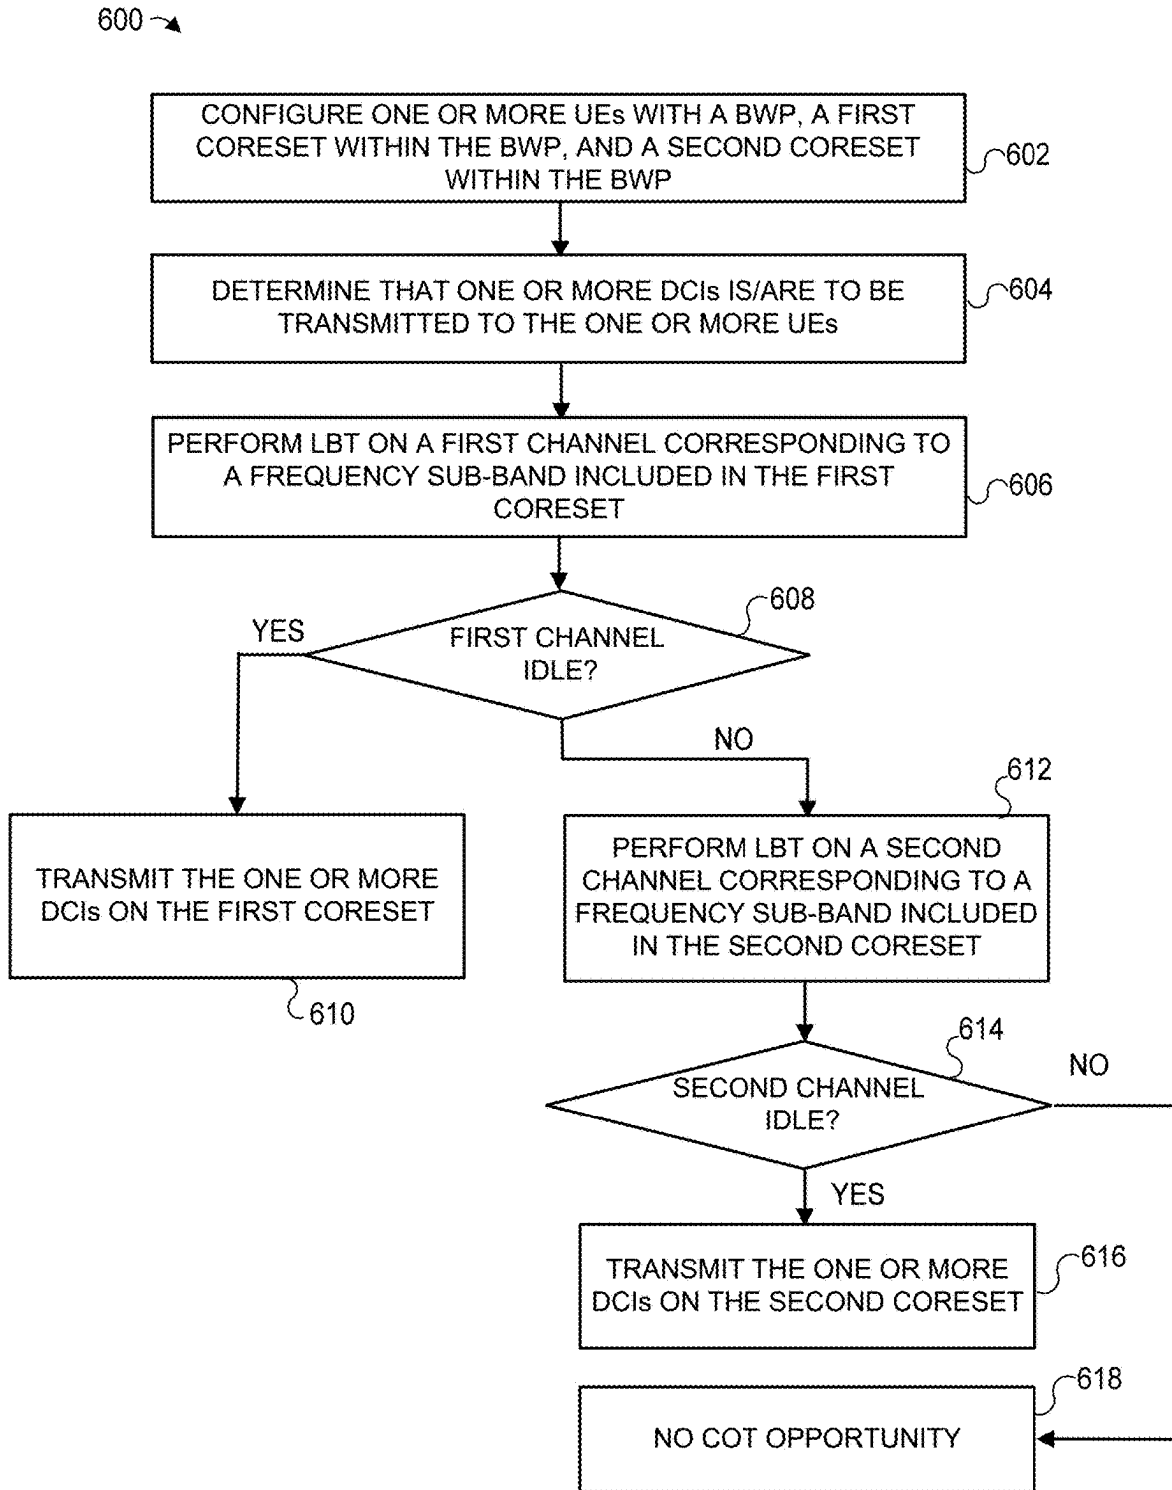 600
CONFIGURE ONE OR MORE UEs WITH A BWP, A FIRST
CORESET WITHIN THE BWP, AND A SECOND CORESET
WITHIN THE BWP
602
DETERMINE THAT ONE OR MORE DCIs IS/ARE TO BE
TRANSMITTED TO THE ONE OR MORE UEs
604
PERFORM LBT ON A FIRST CHANNEL CORRESPONDING TO
A FREQUENCY SUB-BAND INCLUDED IN THE FIRST
CORESET
606
608
YES
FIRST CHANNEL
IDLE?
NO
612
TRANSMIT THE ONE OR MORE
DCIs ON THE FIRST CORESET
610
PERFORM LBT ON A SECOND
CHANNEL CORRESPONDING TO A
FREQUENCY SUB-BAND INCLUDED
IN THE SECOND CORESET
614
SECOND CHANNEL
IDLE?
NO
YES
TRANSMIT THE ONE OR MORE
DCIs ON THE SECOND CORESET
616
618
NO COT OPPORTUNITY